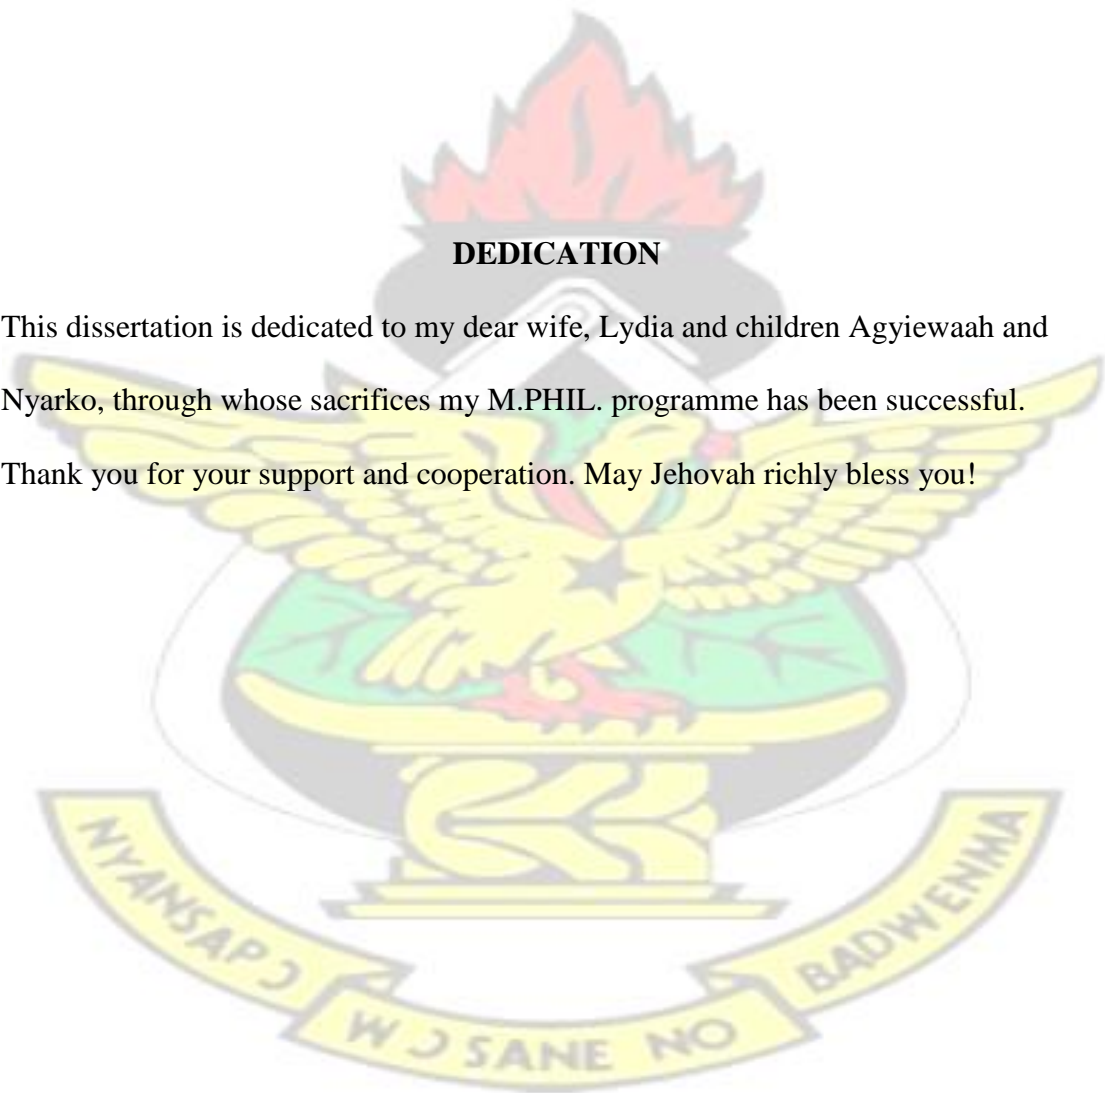 DEDICATION
This dissertation is dedicated to my dear wife, Lydia and children Agyiewaah and
Nyarko, through whose sacrifices my M.PHIL. programme has been successful.
Thank you for your support and cooperation. May Jehovah richly bless you!
NYANSAPƆ
WƆ SANE NO
BADWENMA